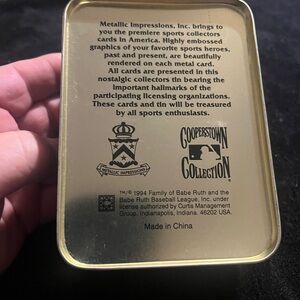 Metallic Impressions, Inc. brings to
you the premiere sports collectors
cards in America. Highly embossed
graphics of your favorite sports heroes,
past and present, are beautifully
rendered on each metal card.
All cards are presented in this
nostalgic collectors tin bearing the
important hallmarks of the
participating licensing organizations.
These cards and tin will be treasured
by all sports enthusiasts.
METALLIC IMPRESSIONS
COOPERSTOWN
COLLECTION
TM/© 1994 Family of Babe Ruth and the
Babe Ruth Baseball League, Inc. under
license authorized by Curtis Management
Group, Indianapolis, Indiana. 46202 USA.
Made in China